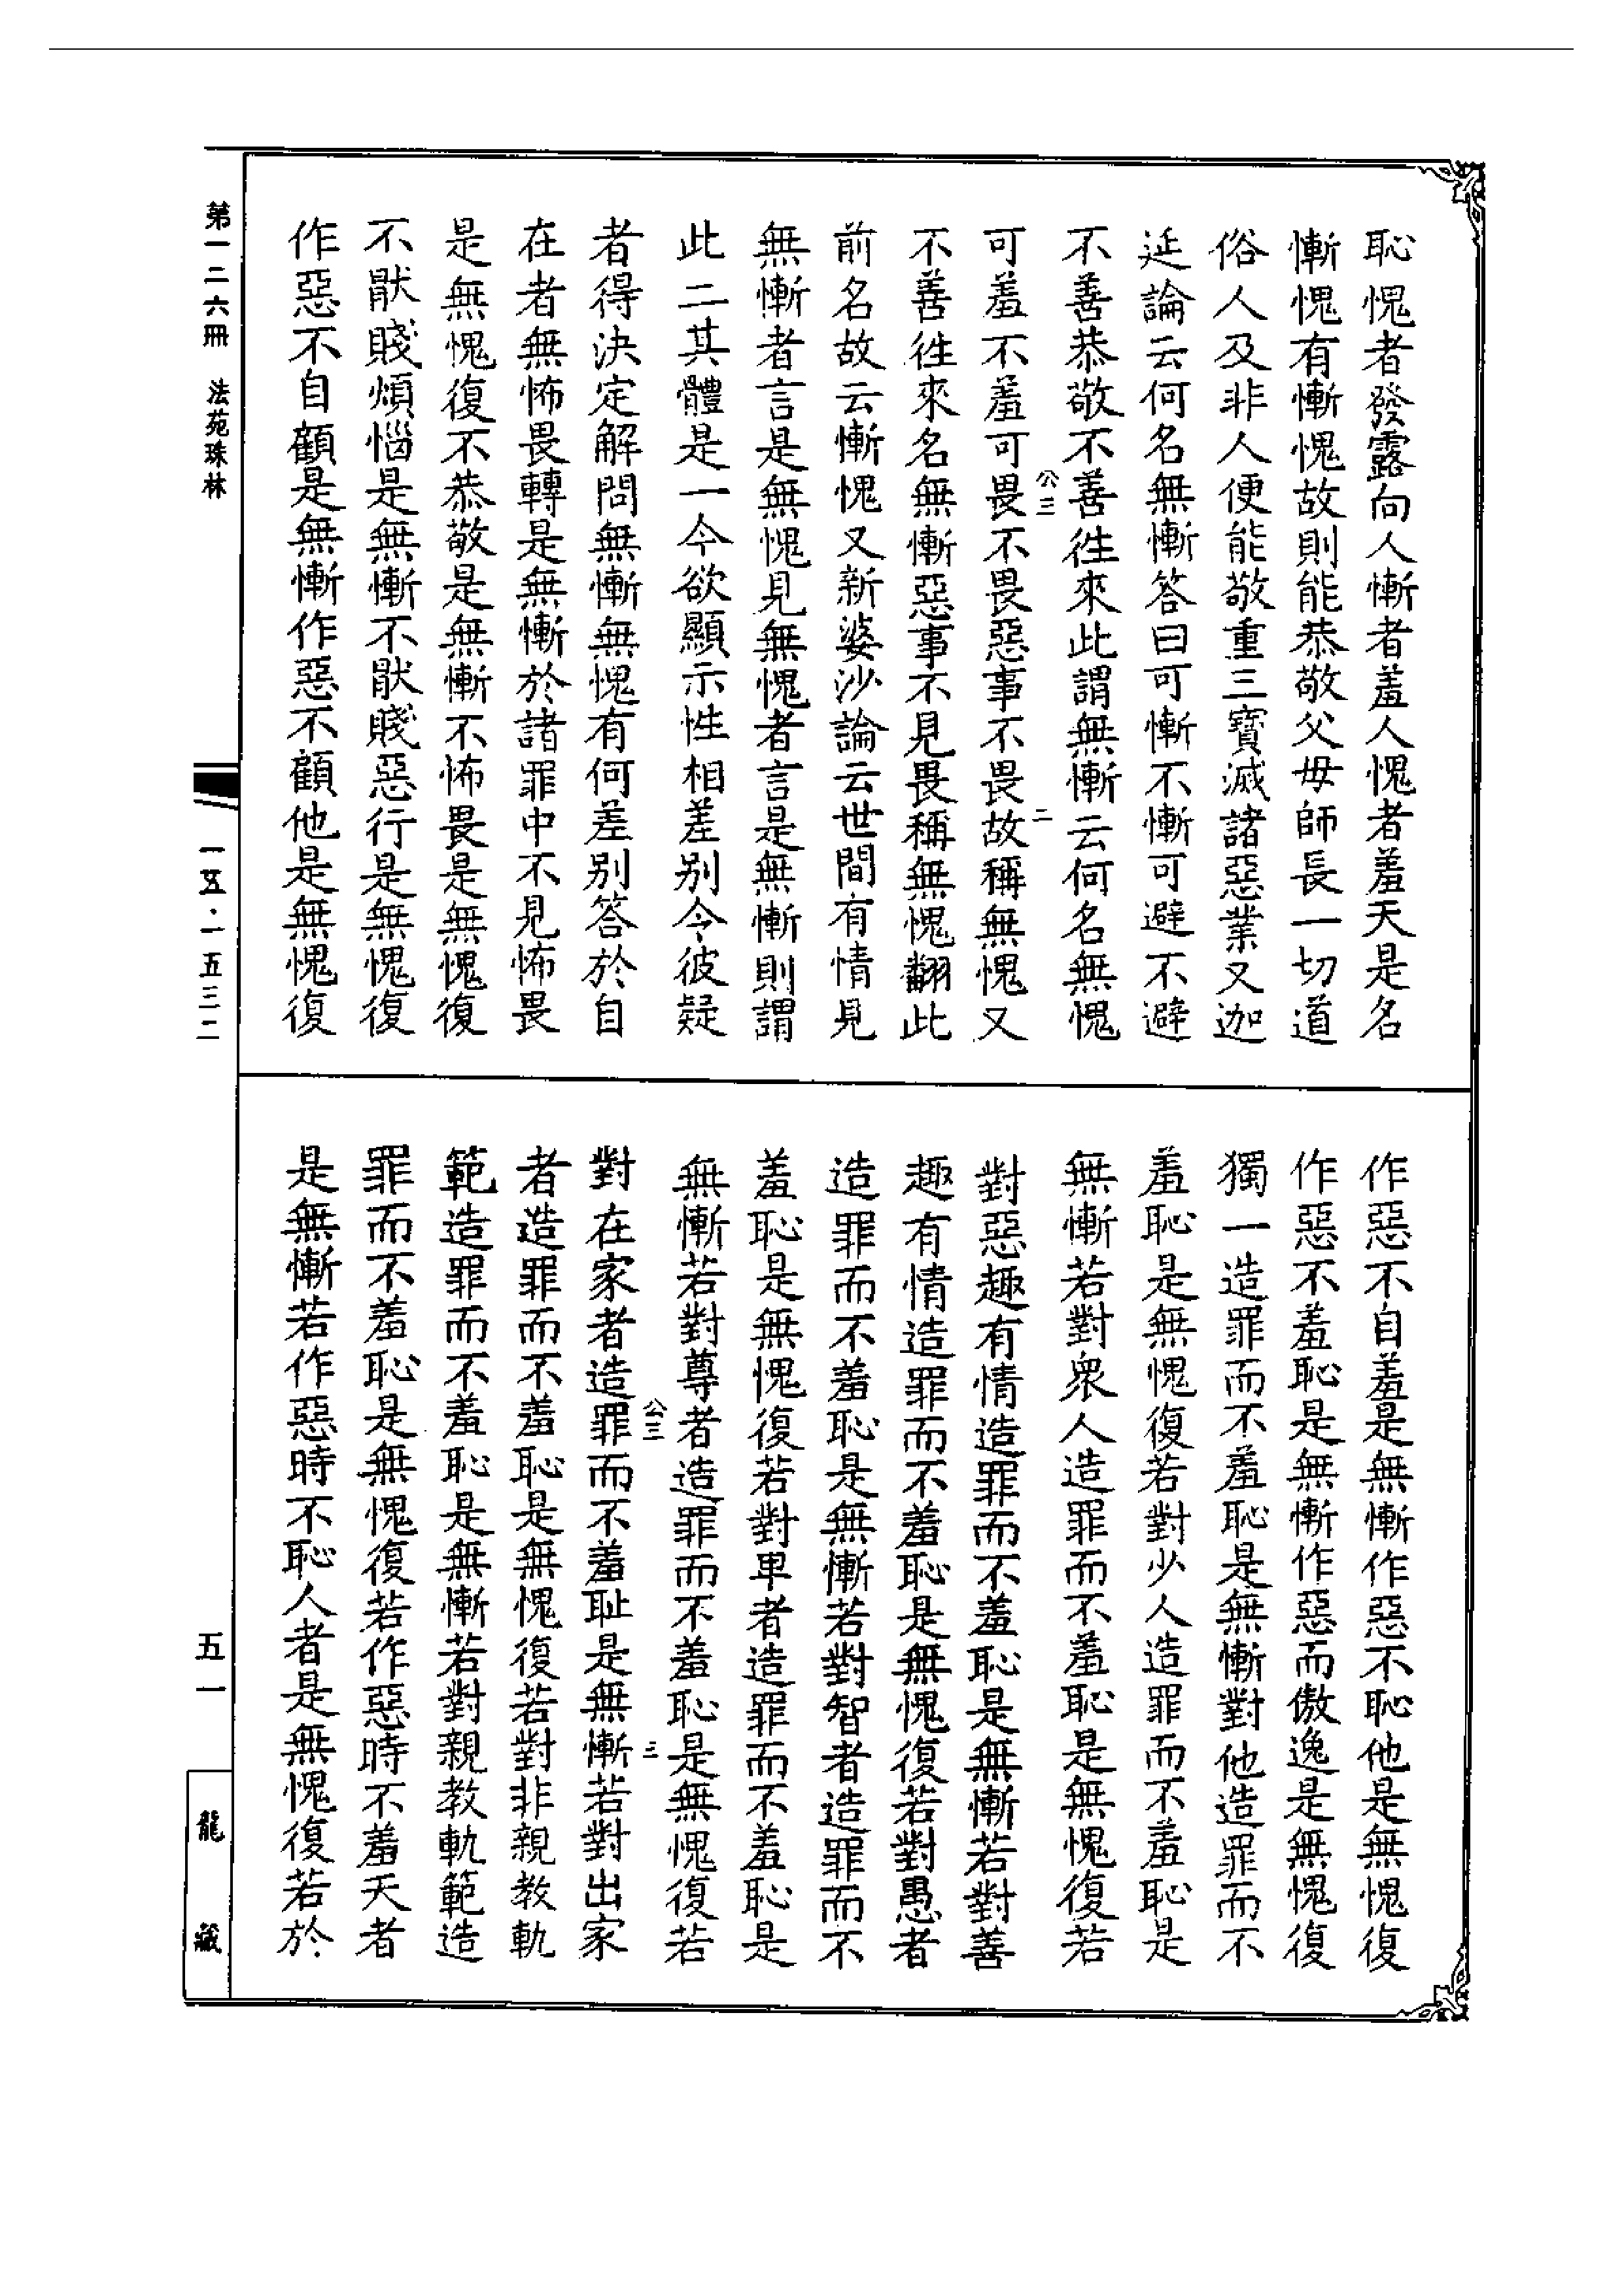 恥愧者發露向人慚者羞人愧者羞天是名
慚愧有慚愧故則能恭敬父母師長一切道
俗人及非人便能敬重三寶滅諸惡業又迦
延論云何名無慚答曰可慚不慚可避不避
不善恭敬不善徃來此謂無慚云何名無愧
公三
二
可羞不羞可畏不畏惡事不畏故稱無愧又
不善徃來名無慚惡事不見畏稱無愧翻此
前名故云慚愧又新婆沙論云世間有情見
無慚者言是無愧見無愧者言是無慚則謂
此二其體是一今欲顯示性相差别令彼疑
者得決定解問無慚無愧有何差别答於自
在者無怖畏轉是無慚於諸罪中不見怖畏
是無愧復不恭敬是無慚不怖畏是無愧復
不猒賤煩惱是無慚不猒賤惡行是無愧復
作惡不自顧是無慚作惡不顧他是無愧復
作惡不自羞是無慚作惡不恥他是無愧復
作惡不羞恥是無慚作惡而傲逸是無愧復
獨一造罪而不羞恥是無慚對他造罪而不
羞恥是無愧復若對少人造罪而不羞恥是
無慚若對衆人造罪而不羞恥是無愧復若
對惡趣有情造罪而不羞恥是無慚若對善
趣有情造罪而不羞恥是無愧復若對愚者
造罪而不羞恥是無慚若對智者造罪而不
羞恥是無愧復若對卑者造罪而不羞恥是
無慚若對尊者造罪而不羞恥是無愧復若
公三
三
對在家者造罪而不羞耻是無慚若對出家
者造罪而不羞恥是無愧復若對非親教軌
範造罪而不羞恥是無慚若對親教軌範造
罪而不羞恥是無愧復若作惡時不羞天者
是無慚若作惡時不恥人者是無愧復若於
第一二六冊 法苑珠林
一五·一五三二
五一
龍藏